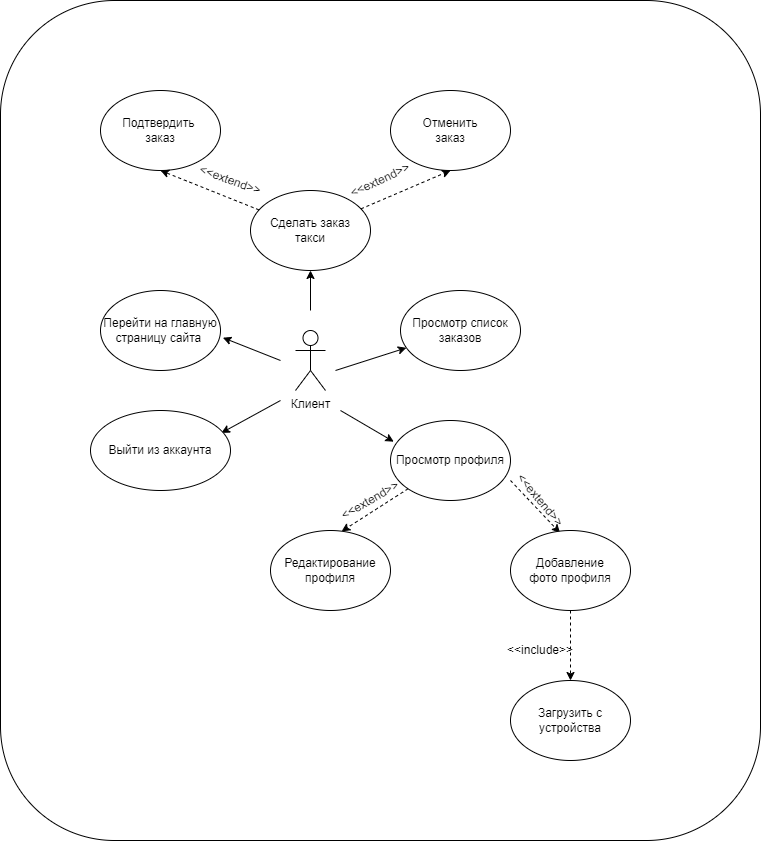 Подтвердить
заказ
Отменить
заказ
<<extend>>
<<extend>>
Сделать заказ
такси
Перейти на главную
страницу сайта
Просмотр список
заказов
Клиент
Выйти из аккаунта
Просмотр профиля
<<extend>>
<<extend>>
Редактирование
профиля
Добавление
фото профиля
<<include>>
Загрузить с
устройства